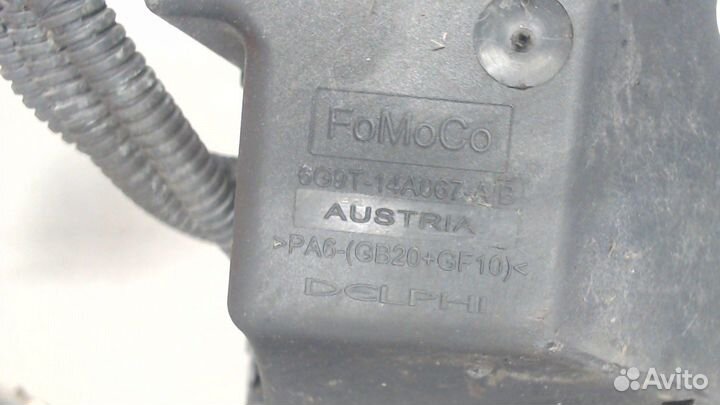 FoMoCo
6G9T-14A067-AB
AUSTRIA
>PA6-(GB20+GF10)<
DELPHI
Avito